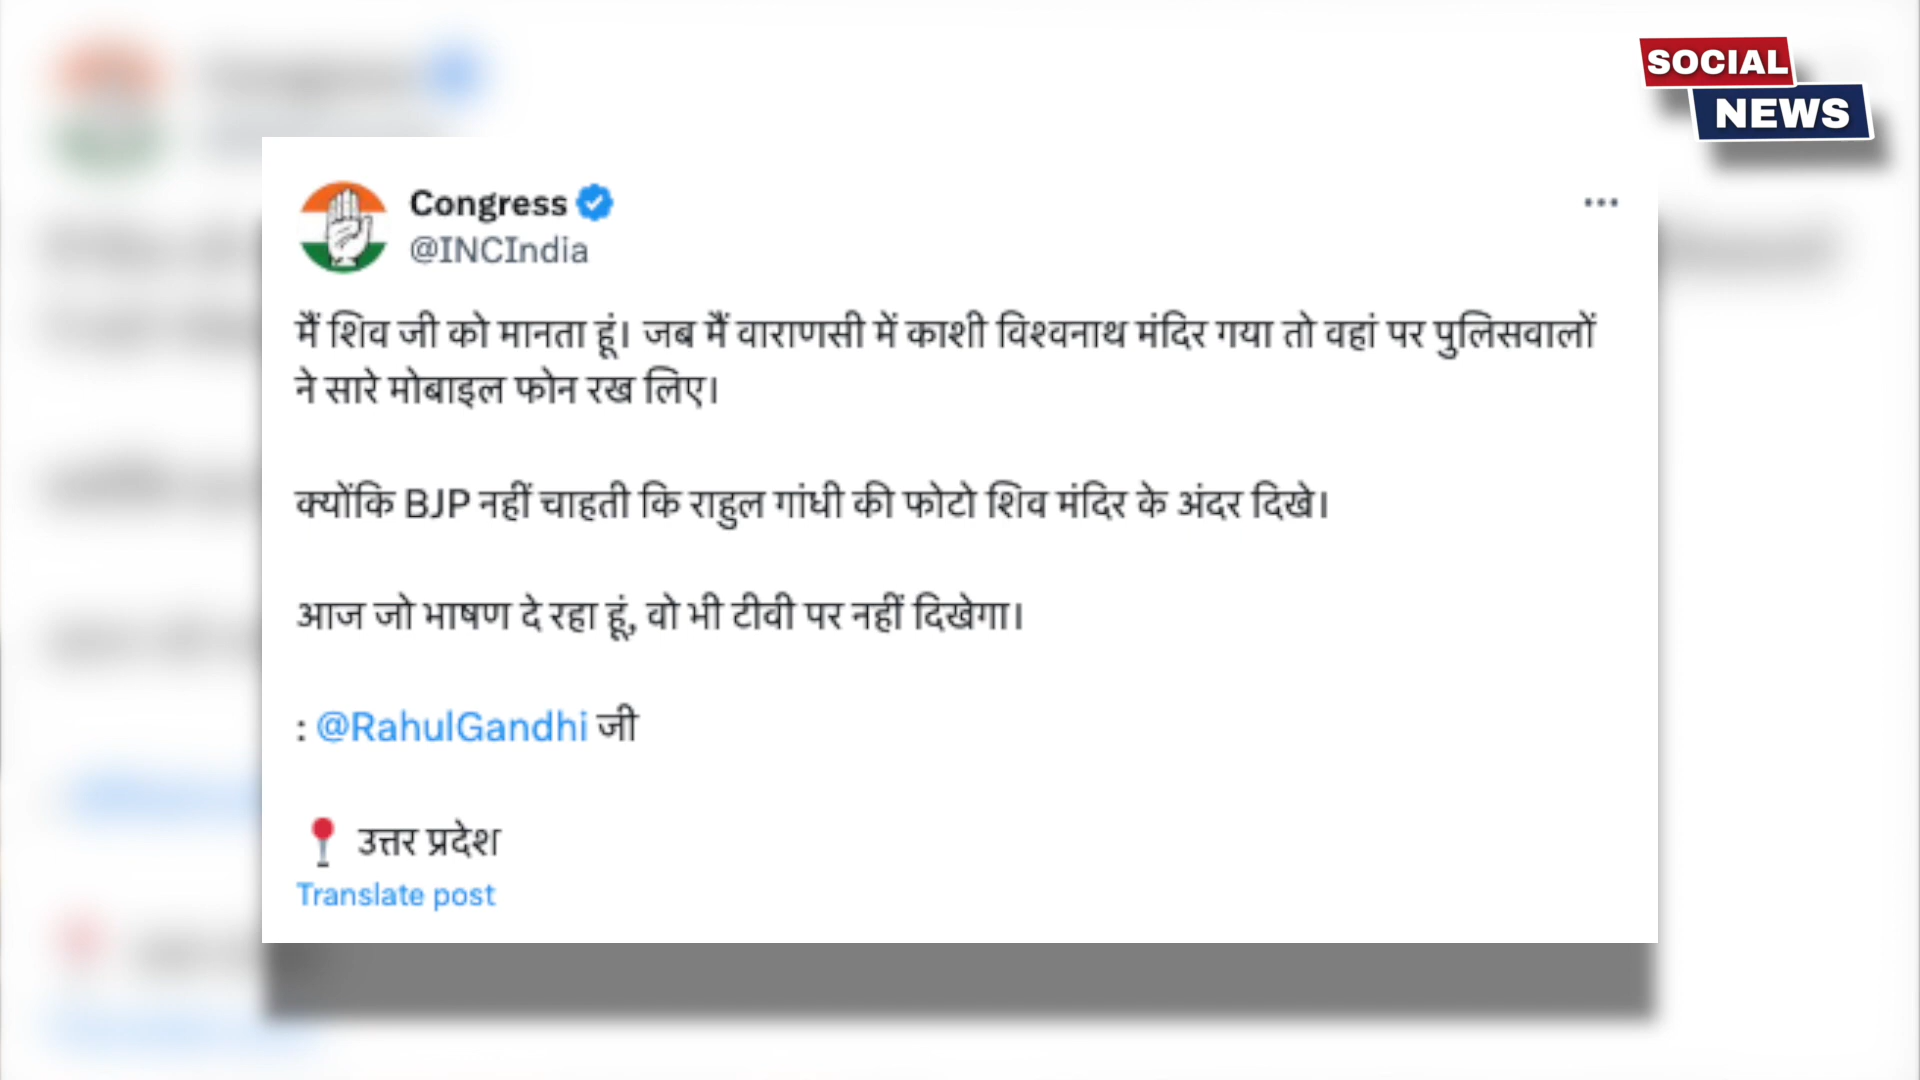 SOCIAL
NEWS
Congress
@INCIndia
मैं शिव जी को मानता हूं। जब मैं वाराणसी में काशी विश्वनाथ मंदिर गया तो वहां पर पुलिसवालों
ने सारे मोबाइल फोन रख लिए।
क्योंकि BJP नहीं चाहती कि राहुल गांधी की फोटो शिव मंदिर के अंदर दिखे।
आज जो भाषण दे रहा हूं, वो भी टीवी पर नहीं दिखेगा।
: @RahulGandhi जी
उत्तर प्रदेश
Translate post